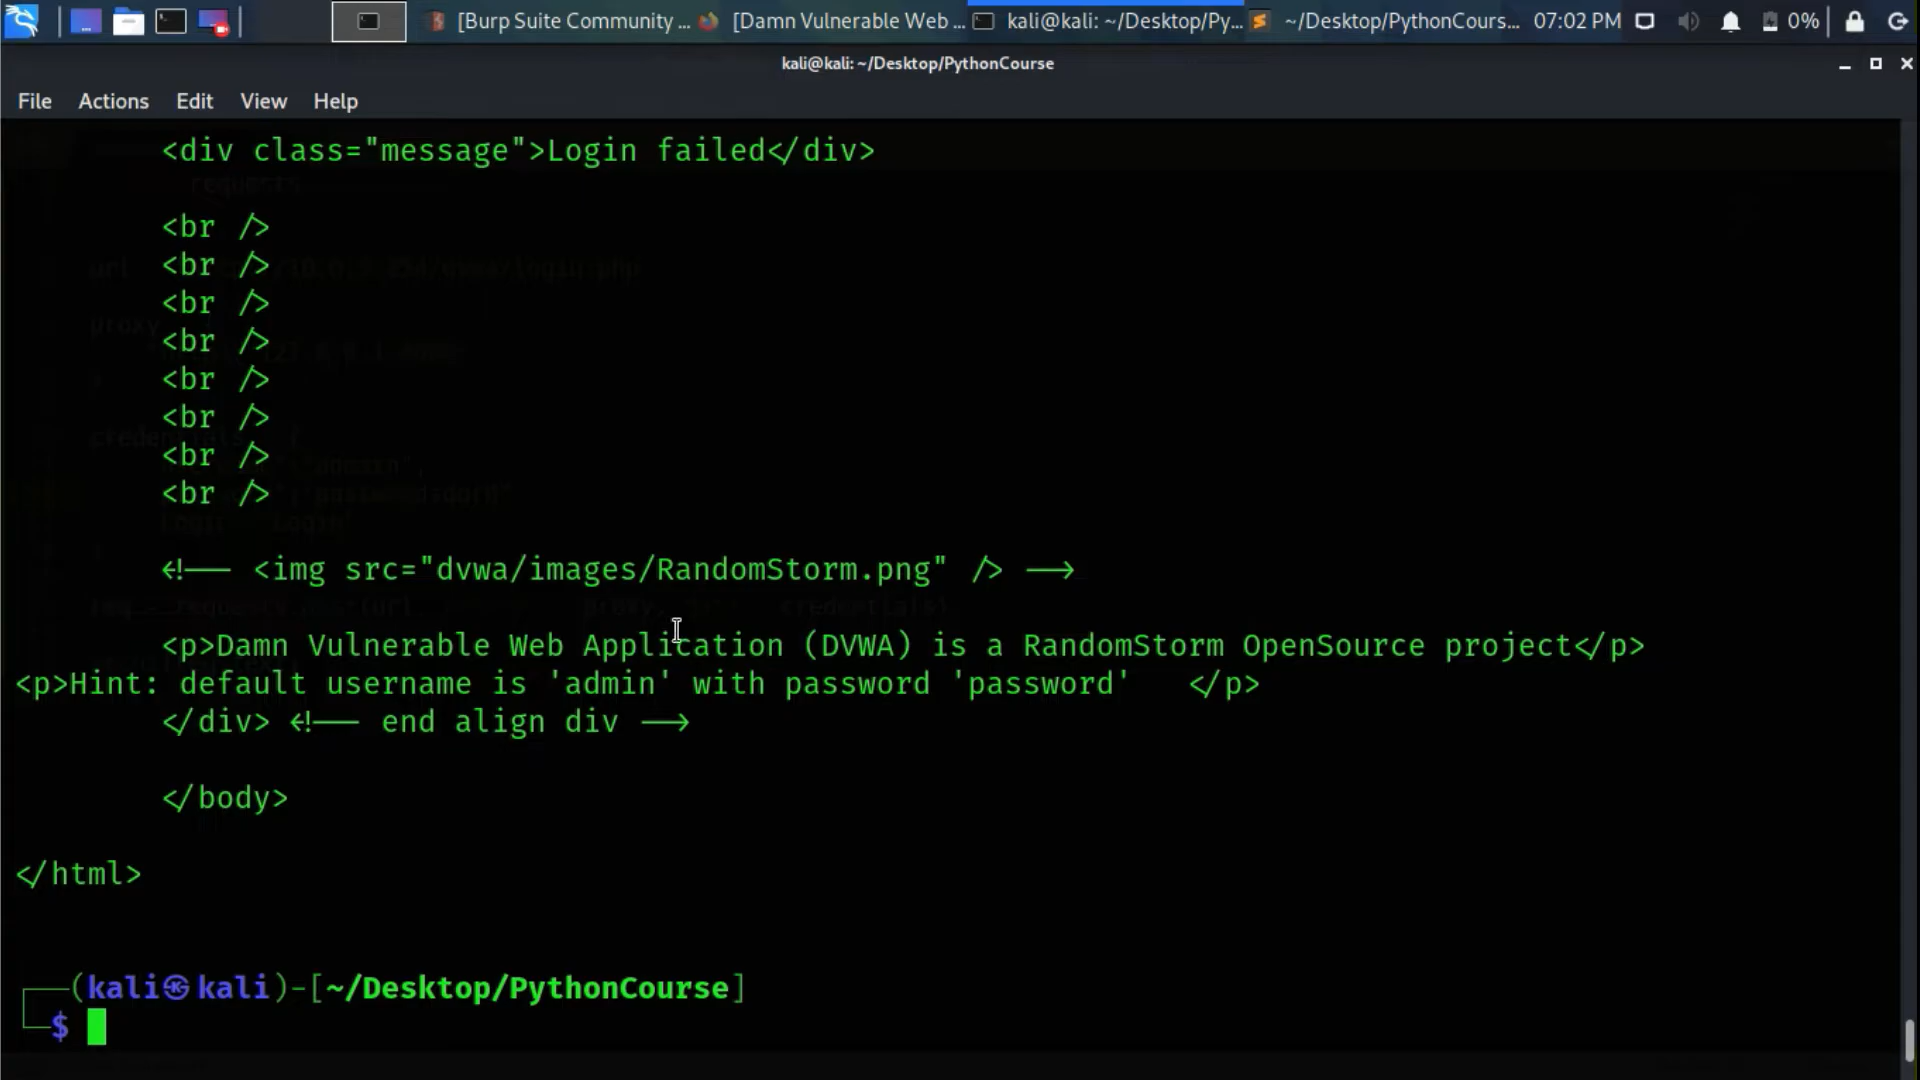 [Burp Suite Community ... [Damn Vulnerable Web ... kali@kali: ~/Desktop/Py... ~/Desktop/PythonCours... 07:02 PM 0%
kali@kali: ~/Desktop/PythonCourse
File Actions Edit View Help
<div class="message">Login failed</div>
<br />
<br />
<br />
<br />
<br />
<br />
<br />
<br />
<!-- <img src="dvwa/images/RandomStorm.png" /> -->
<p>Damn Vulnerable Web Application (DVWA) is a RandomStorm OpenSource project</p>
<p>Hint: default username is 'admin' with password 'password' </p>
</div> <!-- end align div -->
</body>
</html>
(kali㉿kali)-[~/Desktop/PythonCourse]
$